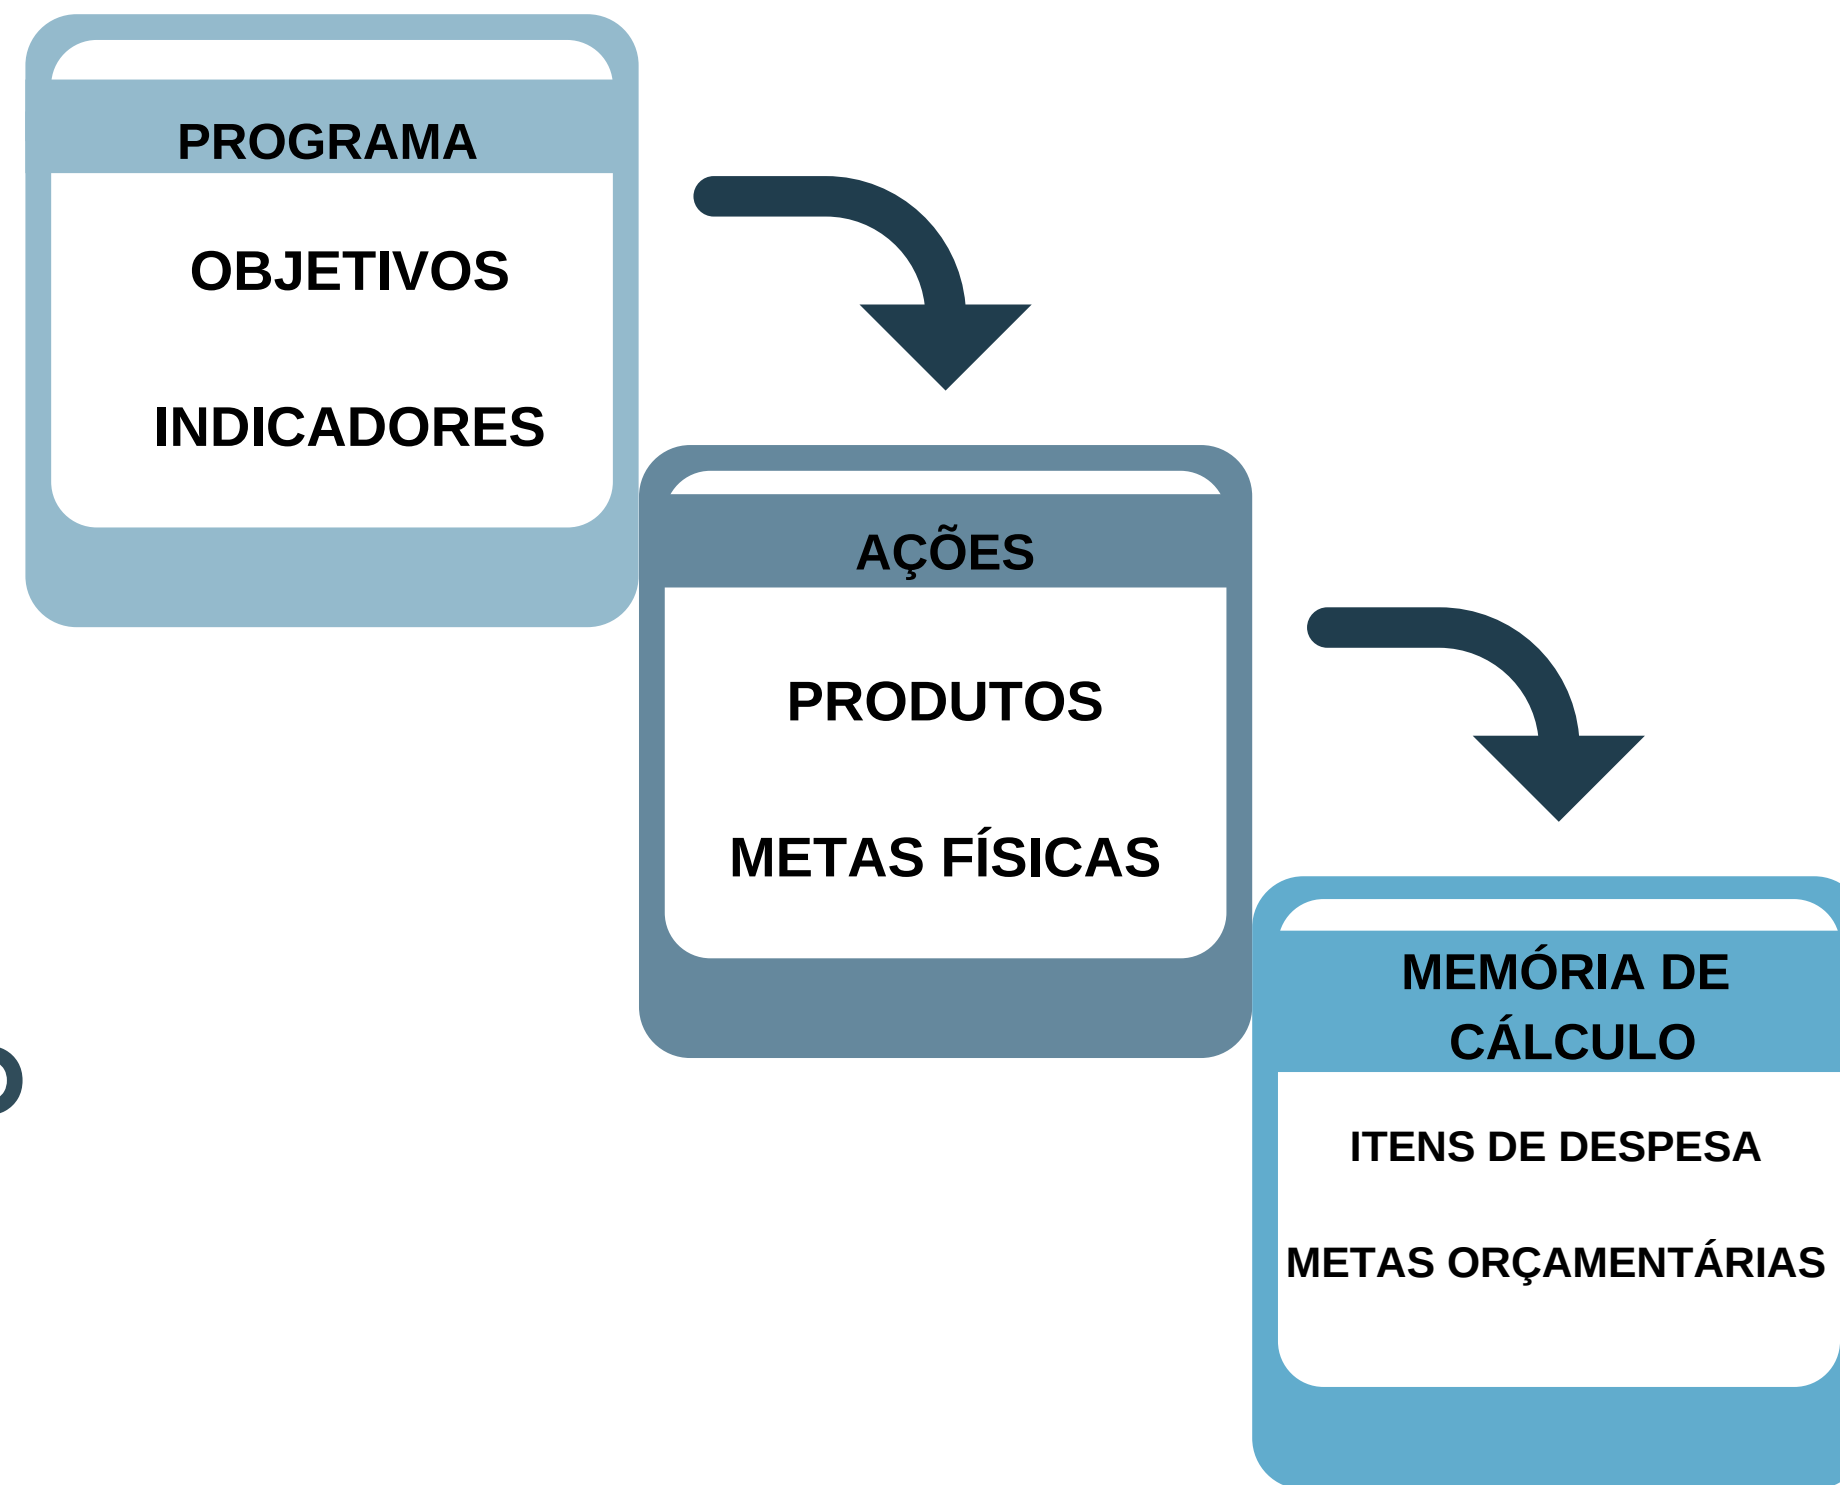 PROGRAMA
OBJETIVOS
INDICADORES
AÇÕES
PRODUTOS
METAS FÍSICAS
MEMÓRIA DE
CÁLCULO
ITENS DE DESPESA
METAS ORÇAMENTÁRIAS